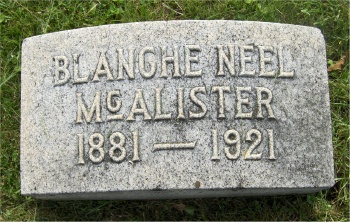 BLANCHE NEEL
McALISTER
1881 — 1921